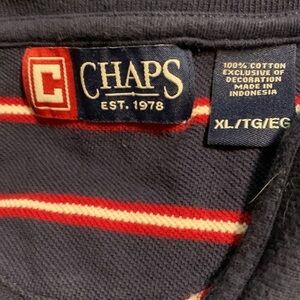 C CHAPS
EST. 1978
100% COTTON
EXCLUSIVE OF
DECORATION
MADE IN
INDONESIA
XL/TG/EG